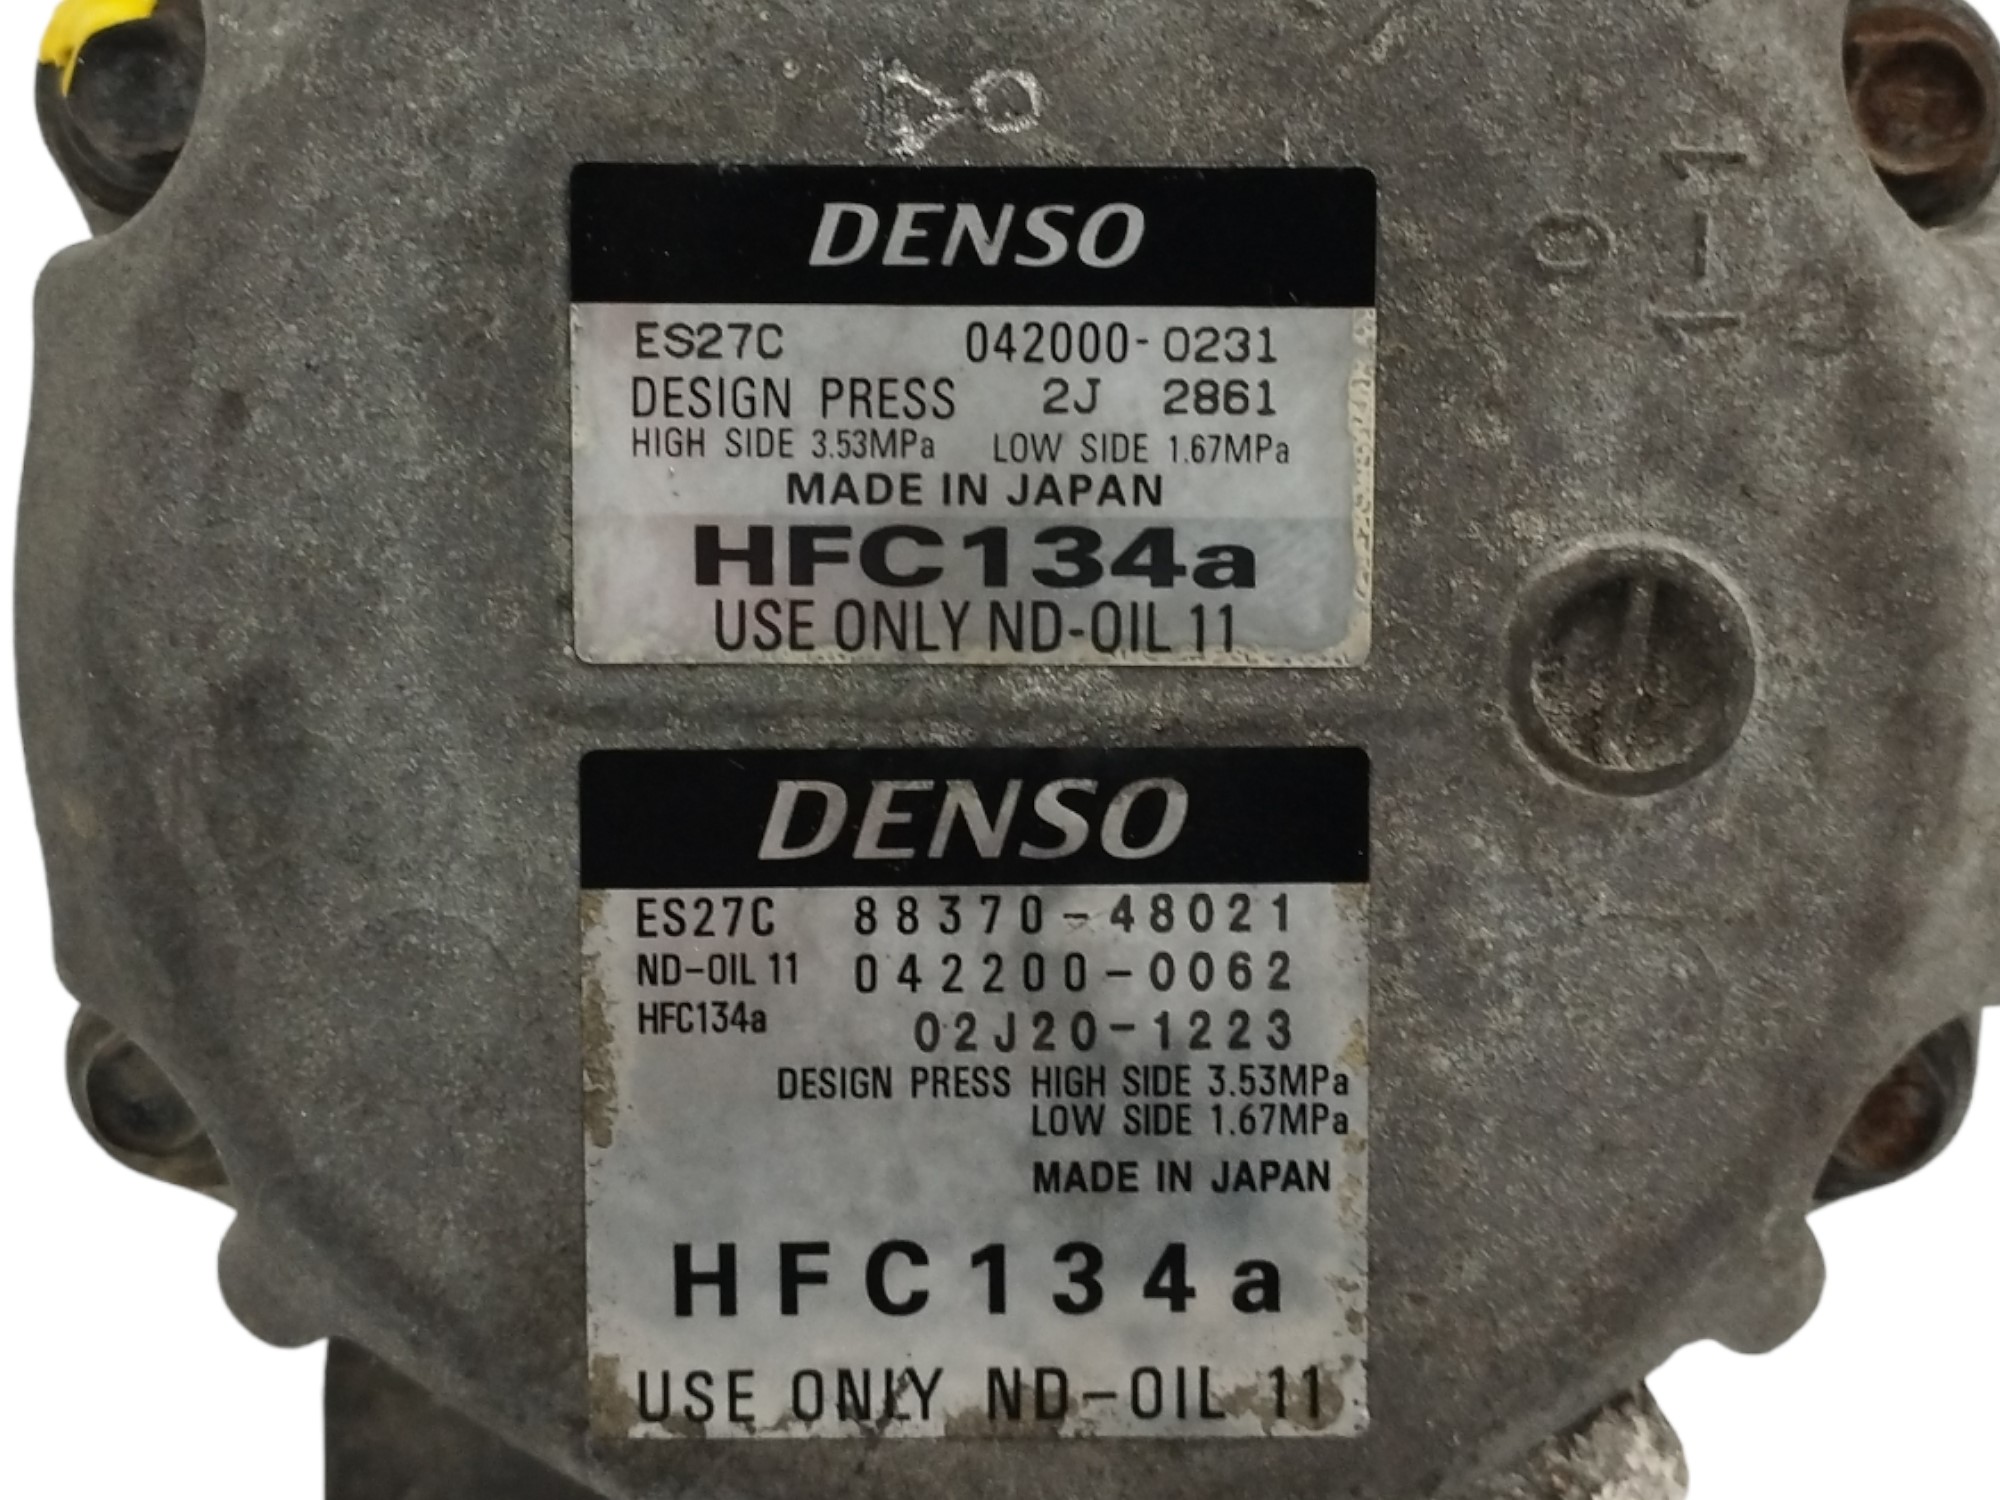 DENSO
ES27C 042000-0231
DESIGN PRESS 2J 2861
HIGH SIDE 3.53MPa LOW SIDE 1.67MPa
MADE IN JAPAN
HFC134a
USE ONLY ND-OIL 11
DENSO
ES27C 88370-48021
ND-OIL 11 042200-0062
HFC134a 02J20-1223
DESIGN PRESS HIGH SIDE 3.53MPa
LOW SIDE 1.67MPa
MADE IN JAPAN
HFC134a
USE ONLY ND-OIL 11